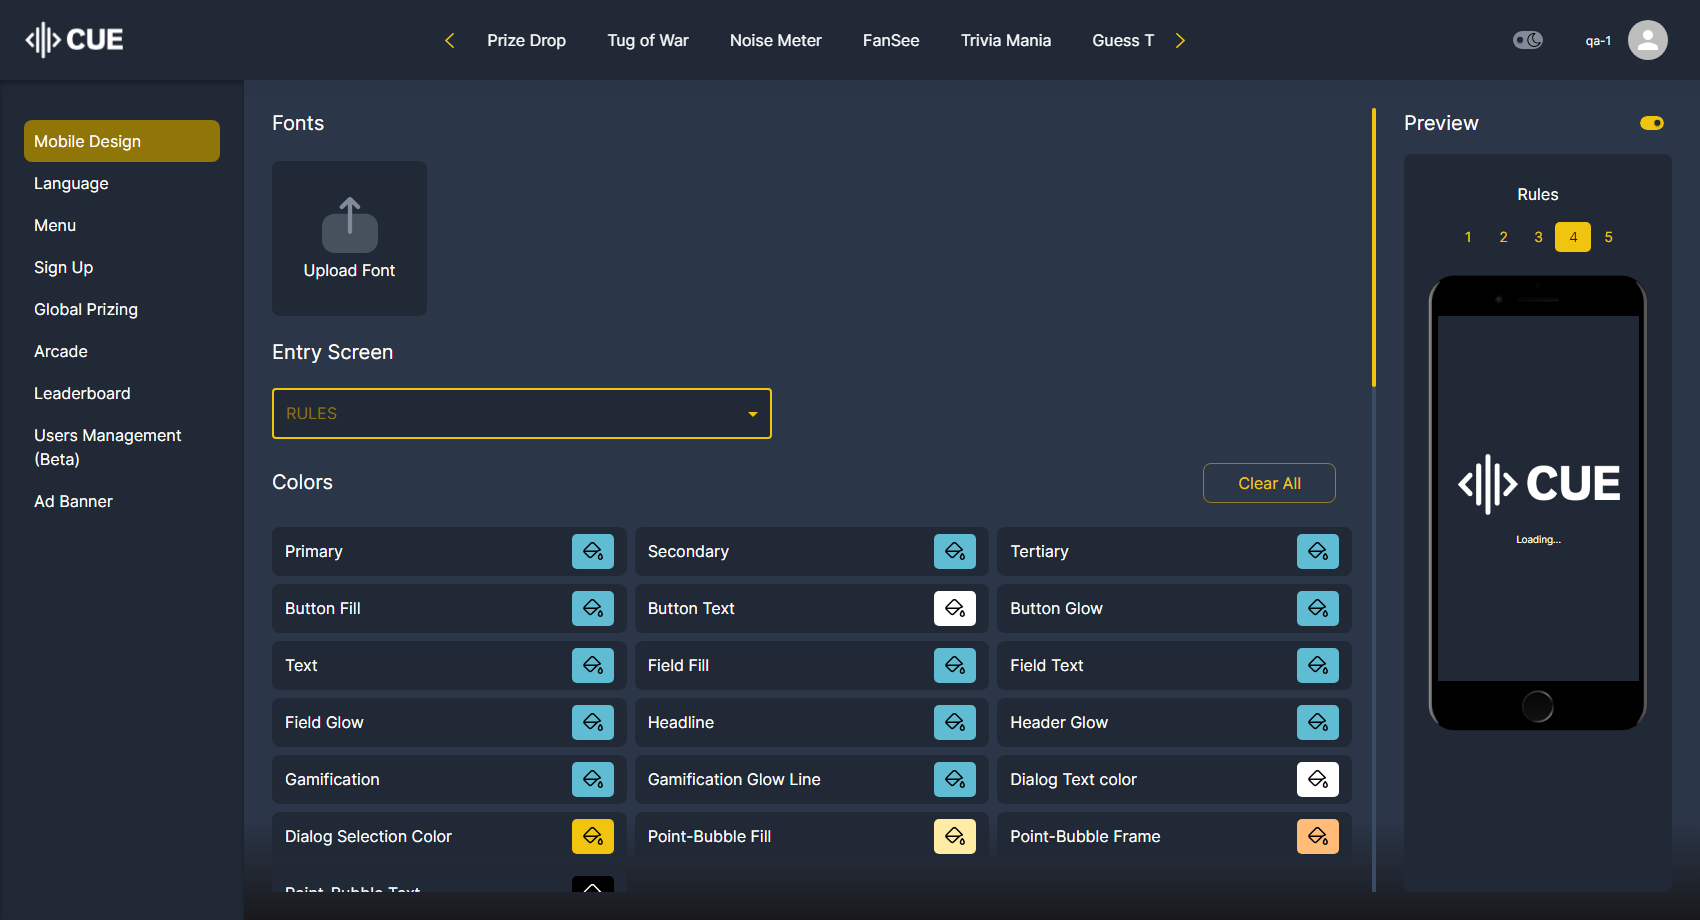 CUE
Prize Drop
Tug of War
Noise Meter
FanSee
Trivia Mania
Guess T
qa-1
Mobile Design
Language
Menu
Sign Up
Global Prizing
Arcade
Leaderboard
Users Management
(Beta)
Ad Banner
Fonts
Upload Font
Entry Screen
RULES
Colors
Clear All
Primary
Secondary
Tertiary
Button Fill
Button Text
Button Glow
Text
Field Fill
Field Text
Field Glow
Headline
Header Glow
Gamification
Gamification Glow Line
Dialog Text color
Dialog Selection Color
Point-Bubble Fill
Point-Bubble Frame
Point-Bubble Text
Preview
Rules
1 2 3 4 5
CUE
Loading...